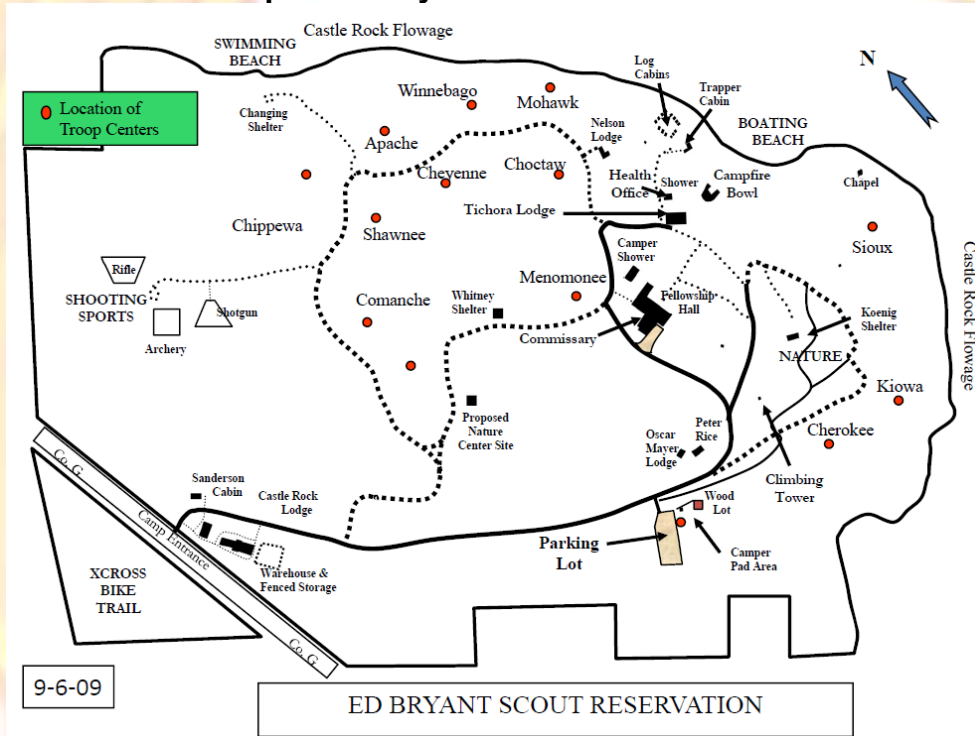 Castle Rock Flowage
SWIMMING
BEACH
N
Log
Cabins
Trapper
Cabin
Location of
Troop Centers
Changing
Shelter
Winnebago
Mohawk
Nelson
Lodge
BOATING
BEACH
Apache
Cheyenne
Choctaw
Health
Office
Shower
Campfire
Bowl
Chapel
Tichora Lodge
Chippewa
Shawnee
Sioux
Camper
Shower
Castle Rock Flowage
Rifle
SHOOTING
SPORTS
Shotgun
Archery
Comanche
Whitney
Shelter
Menomonee
Fellowship
Hall
Commissary
Koenig
Shelter
NATURE
Kiowa
Proposed
Nature
Center Site
Cherokee
Oscar
Mayer
Lodge
Peter
Rice
Climbing
Tower
Co. G
Sanderson
Cabin
Castle Rock
Lodge
Wood
Lot
Camp Entrance
Parking
Lot
Camper
Pad Area
Warehouse &
Fenced Storage
XCROSS
BIKE
TRAIL
Co. G
9-6-09
ED BRYANT SCOUT RESERVATION